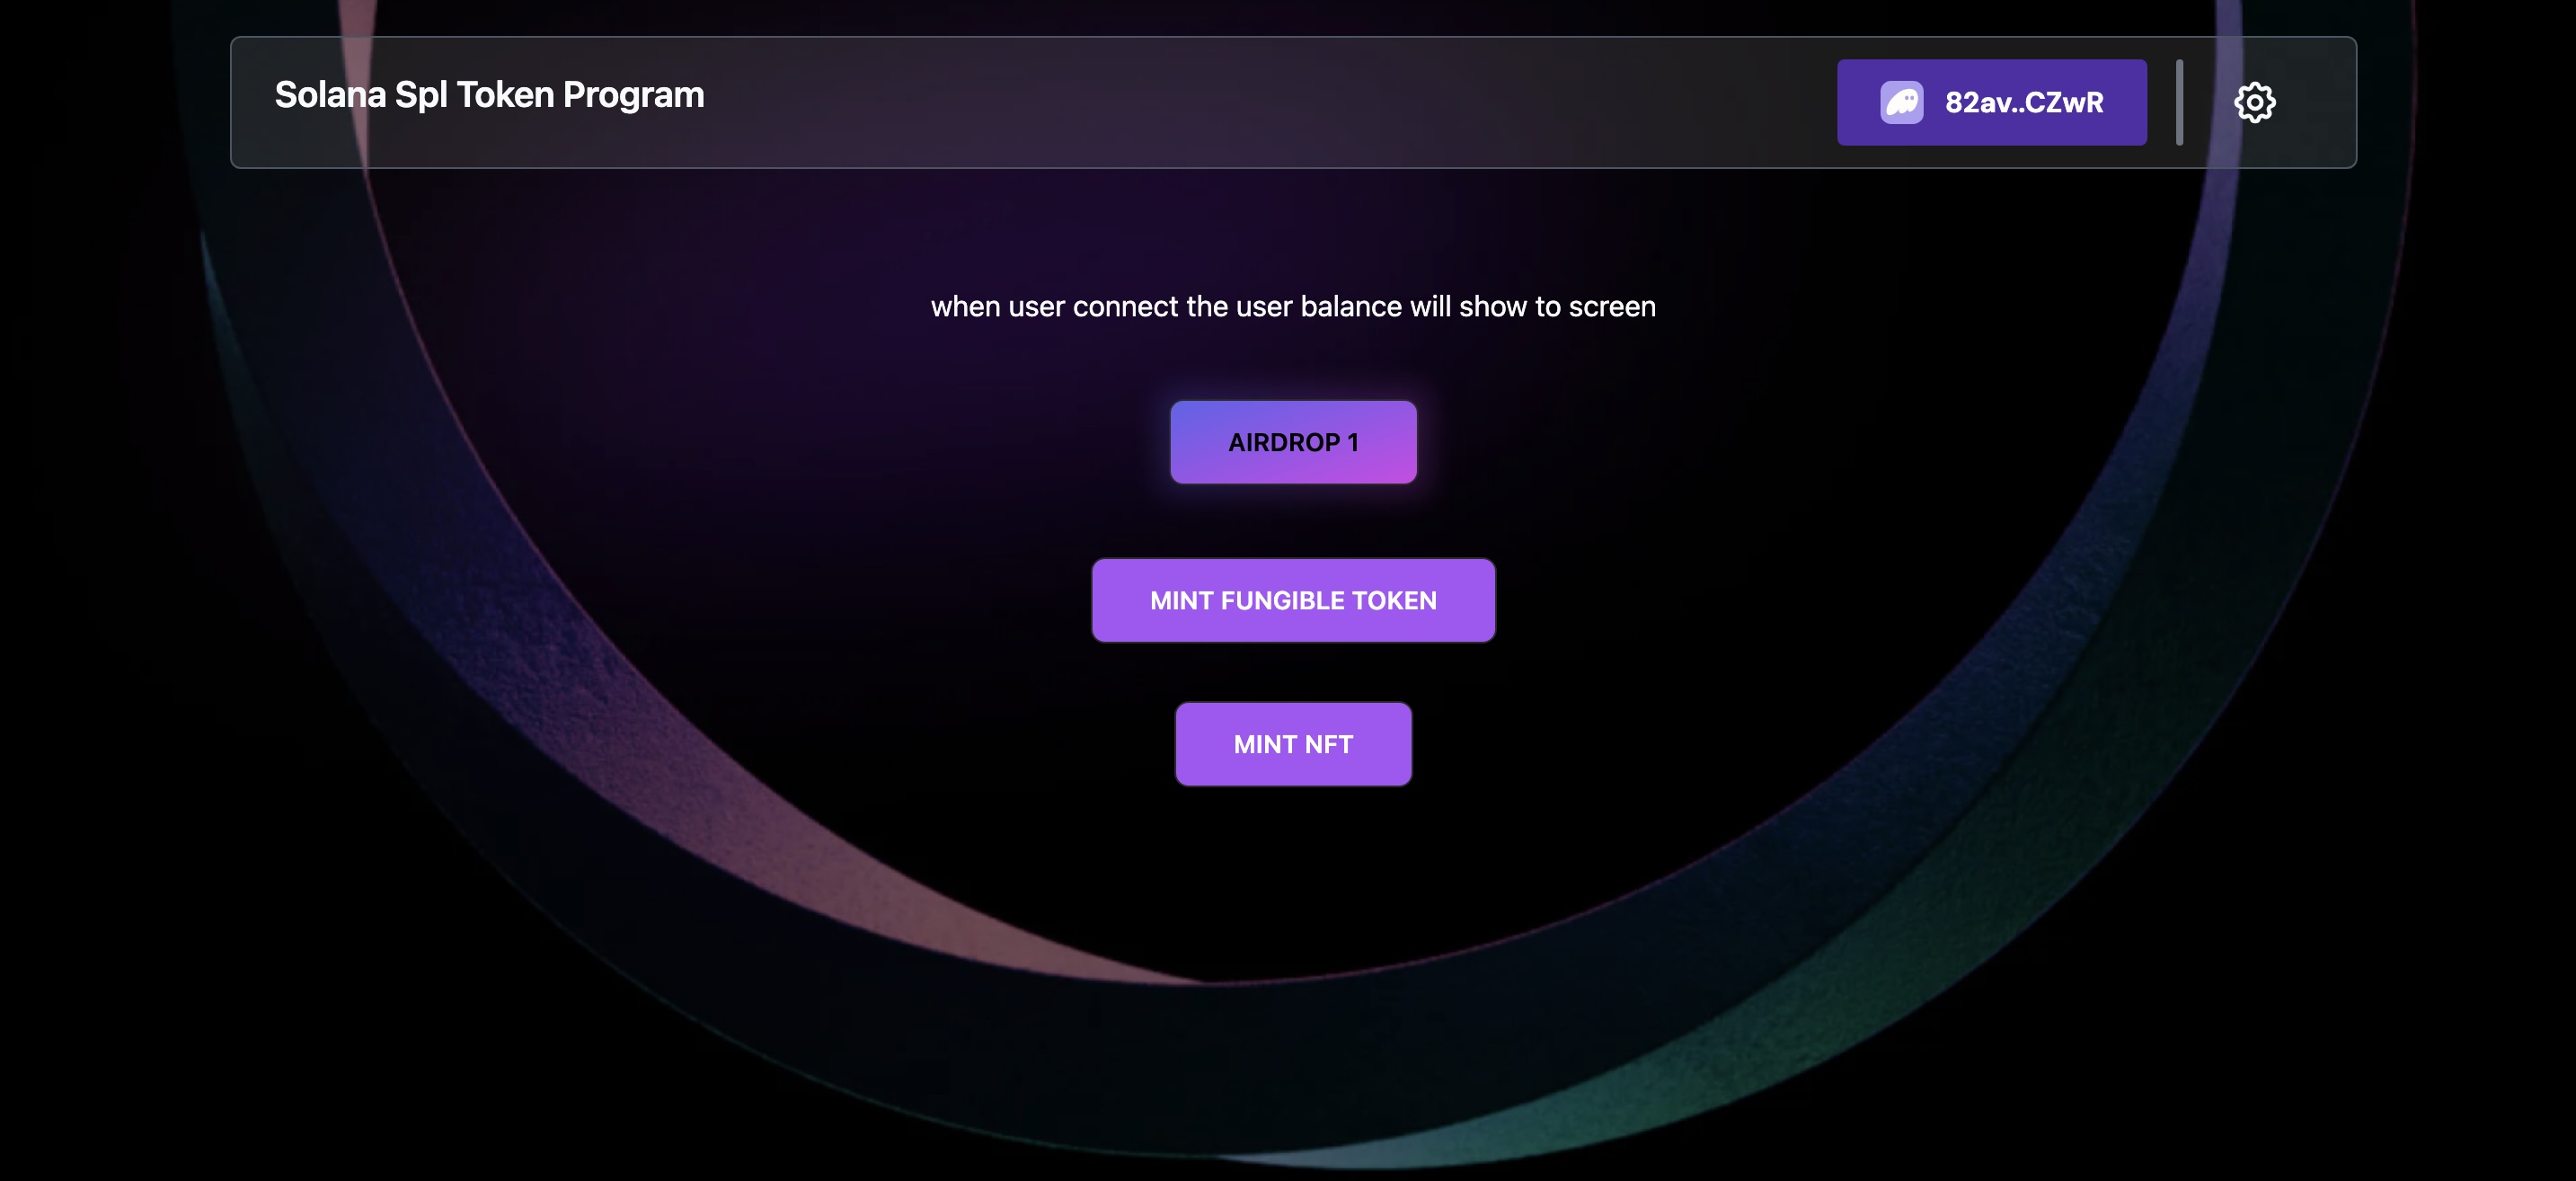 Solana Spl Token Program
82av..CZwR
when user connect the user balance will show to screen
AIRDROP 1
MINT FUNGIBLE TOKEN
MINT NFT